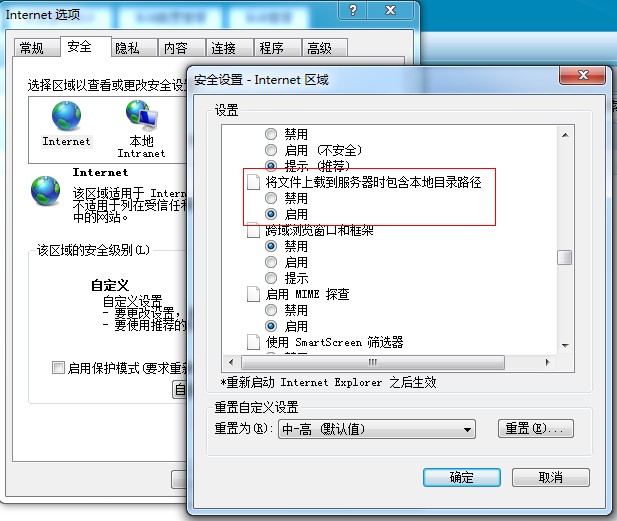 Internet 选项
常规 安全 隐私 内容 连接 程序 高级
选择区域以查看或更改安全设
Internet
本地
Intranet
Internet
该区域适用于 Intern
不适用于列在受信任和
中的网站。
该区域的安全级别(L)
自定义
自定义设置
- 要更改设置，
- 要使用推荐的
启用保护模式(要求重新
自
安全设置 - Internet 区域
设置
禁用
启用 (不安全)
提示 (推荐)
将文件上载到服务器时包含本地目录路径
禁用
启用
跨域浏览窗口和框架
禁用
启用
提示
启用 MIME 探查
禁用
启用
使用 SmartScreen 筛选器
*重新启动 Internet Explorer 之后生效
重置自定义设置
重置为(R): 中-高 (默认值) 重置(E)...
确定 取消